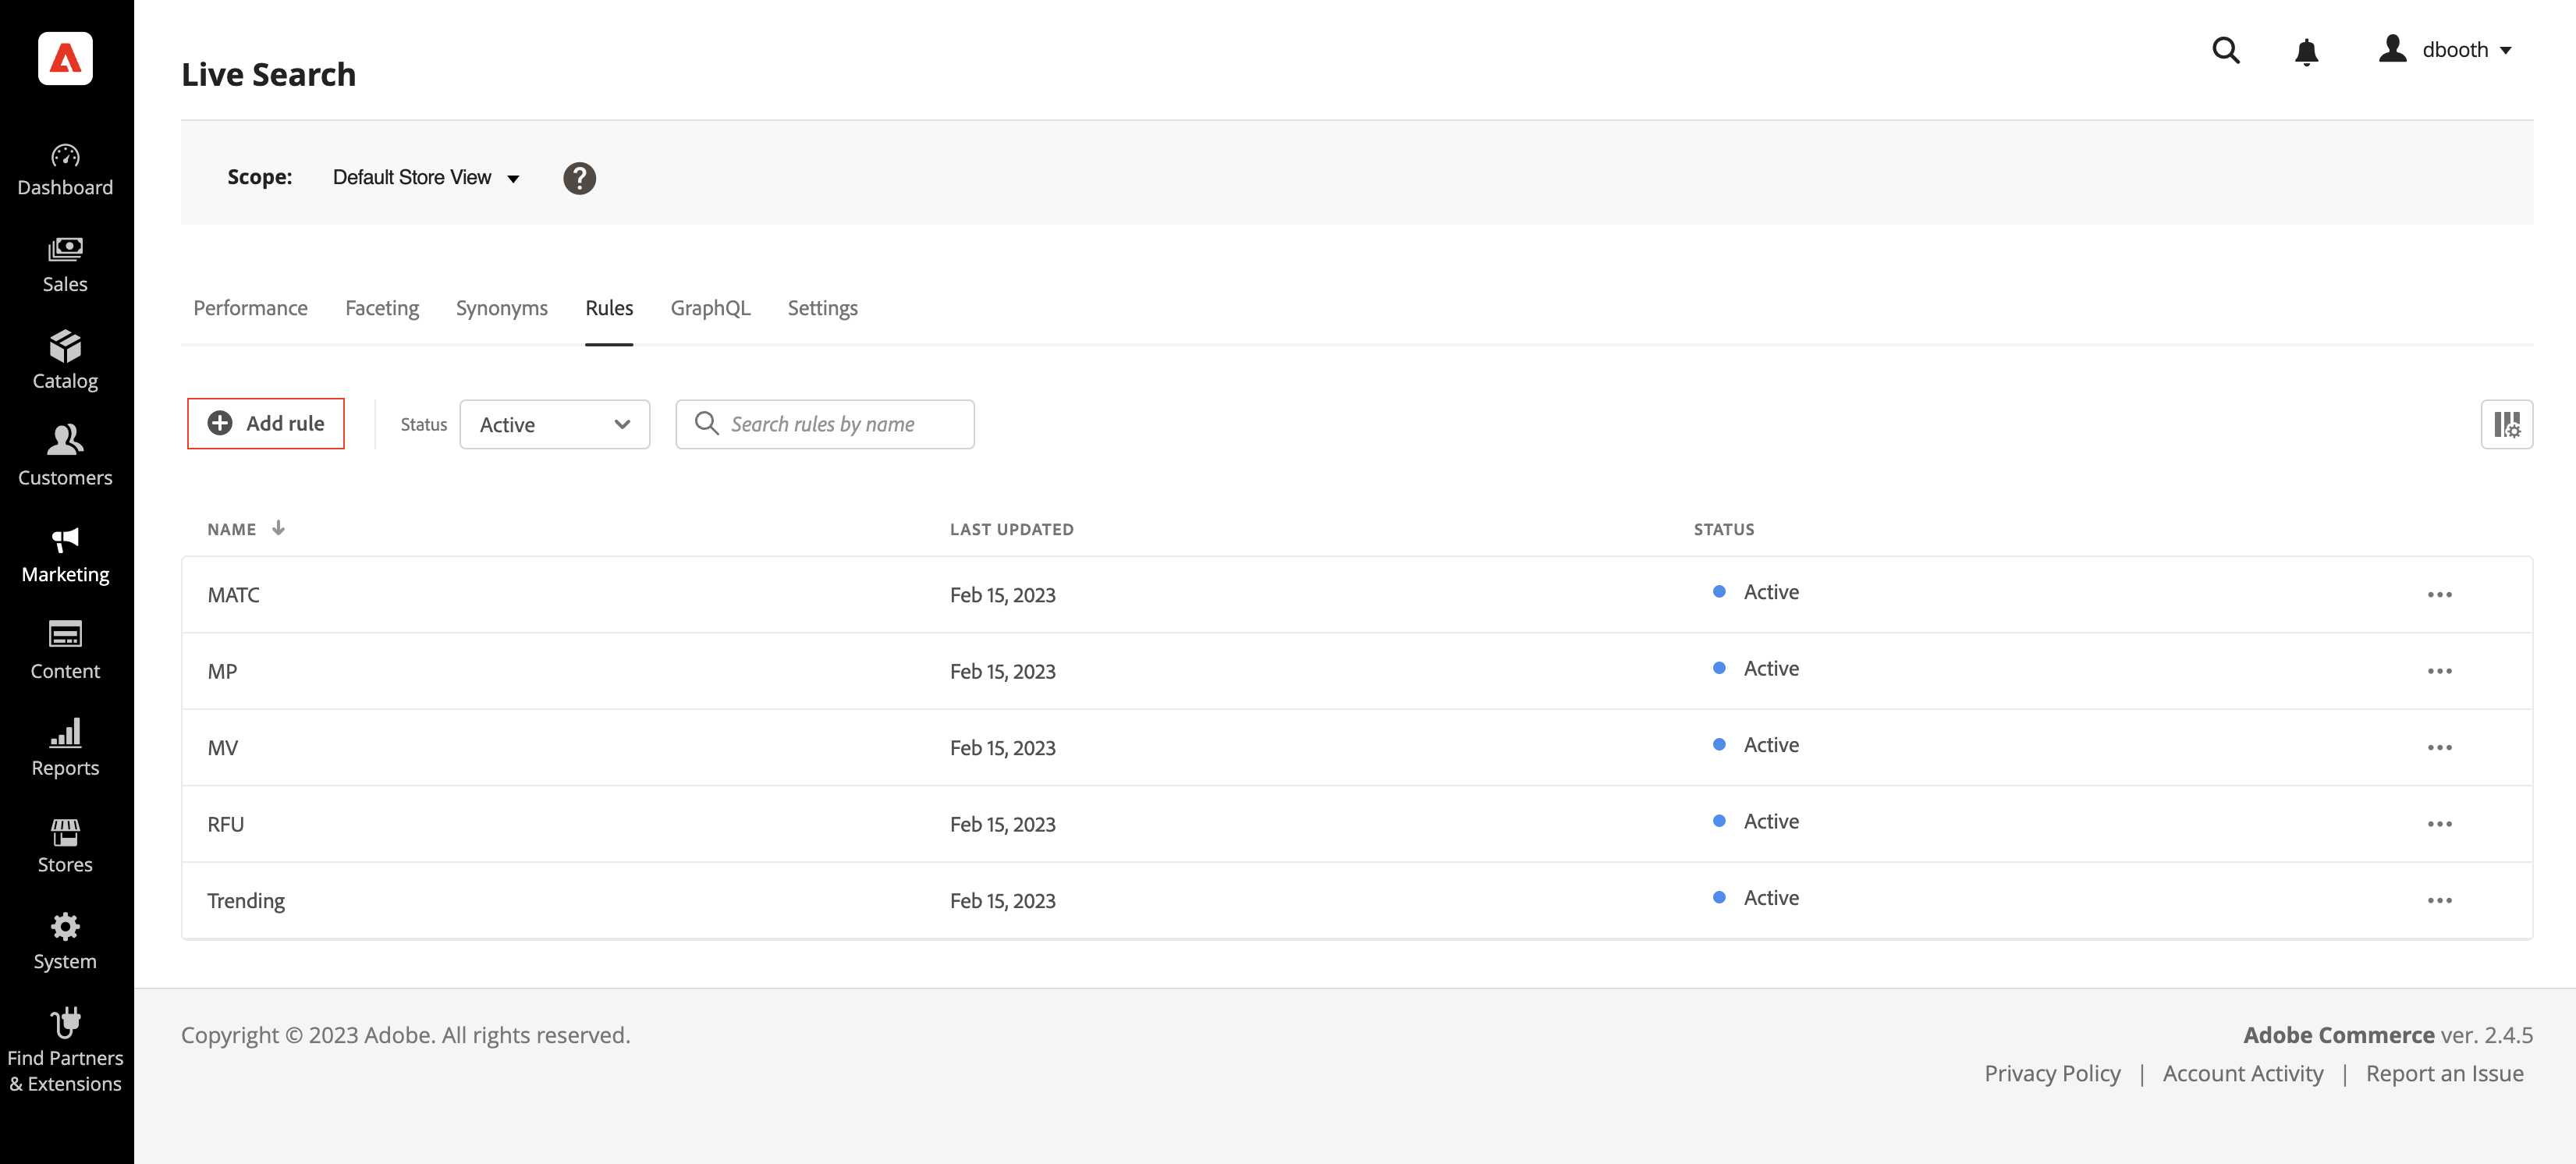 Live Search
dbooth
Dashboard
Sales
Catalog
Customers
Marketing
Content
Reports
Stores
System
Find Partners
& Extensions
Scope: Default Store View ?
Performance Faceting Synonyms Rules GraphQL Settings
Add rule Status Active Search rules by name
NAME LAST UPDATED STATUS
MATC Feb 15, 2023 Active
MP Feb 15, 2023 Active
MV Feb 15, 2023 Active
RFU Feb 15, 2023 Active
Trending Feb 15, 2023 Active
Copyright © 2023 Adobe. All rights reserved. Adobe Commerce ver. 2.4.5
Privacy Policy | Account Activity | Report an Issue